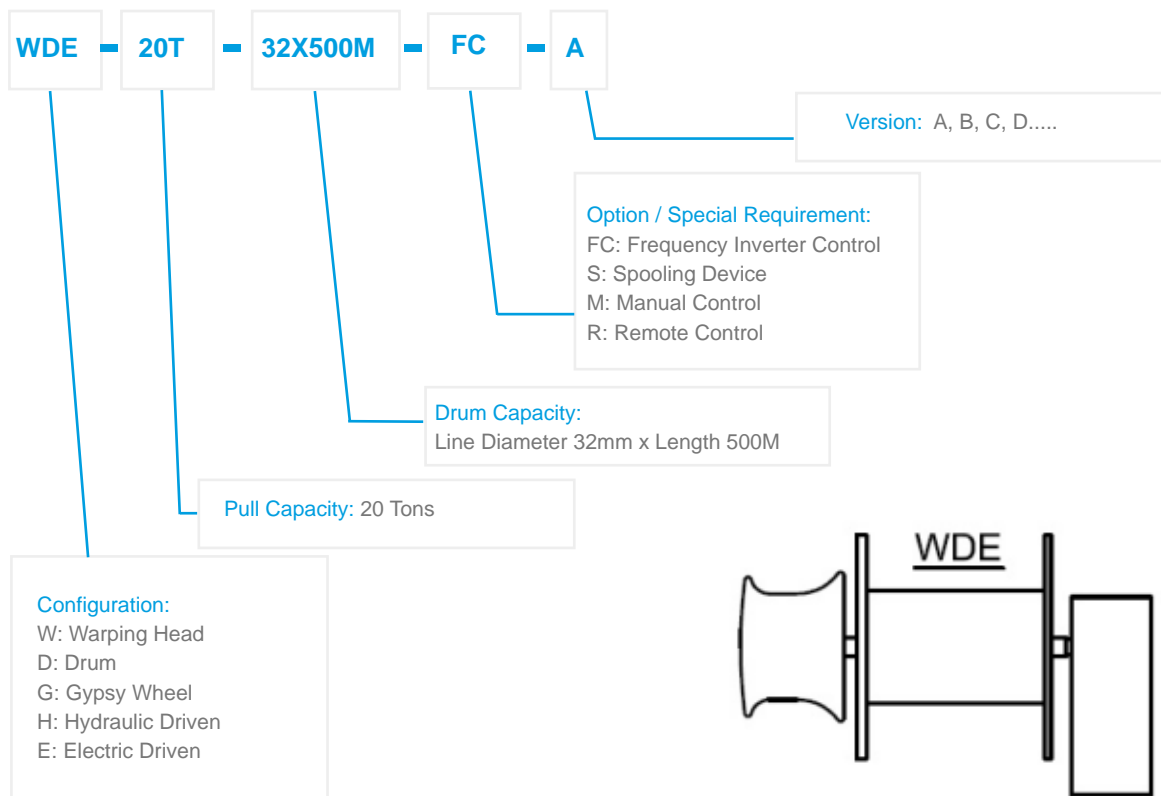 WDE - 20T - 32X500M - FC - A
Version: A, B, C, D.....
Option / Special Requirement:
FC: Frequency Inverter Control
S: Spooling Device
M: Manual Control
R: Remote Control
Drum Capacity:
Line Diameter 32mm x Length 500M
Pull Capacity: 20 Tons
Configuration:
W: Warping Head
D: Drum
G: Gypsy Wheel
H: Hydraulic Driven
E: Electric Driven
WDE